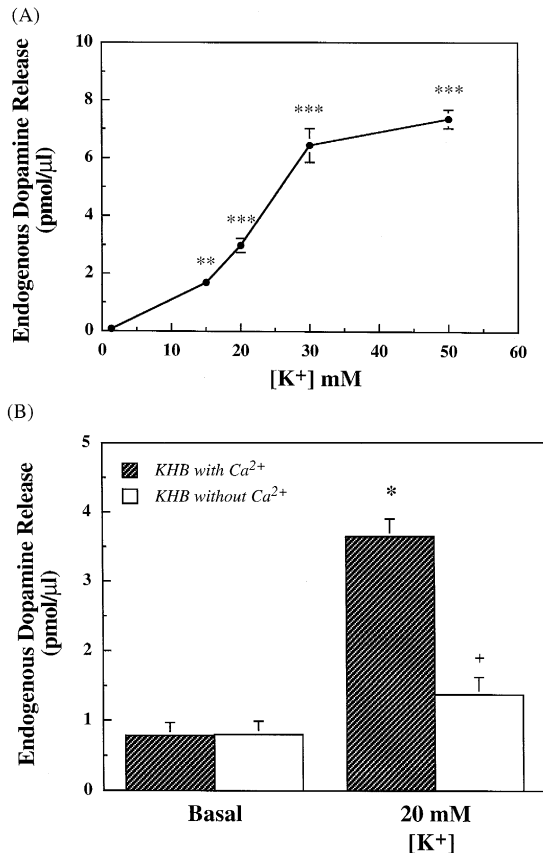 (A)
Endogenous Dopamine Release
(pmol/μl)
10
8
6
4
2
0
**
***
***
***
0 10 20 30 40 50 60
[K+] mM
(B)
Endogenous Dopamine Release
(pmol/μl)
5
4
3
2
1
0
KHB with Ca2+
KHB without Ca2+
*
+
Basal
20 mM
[K+]